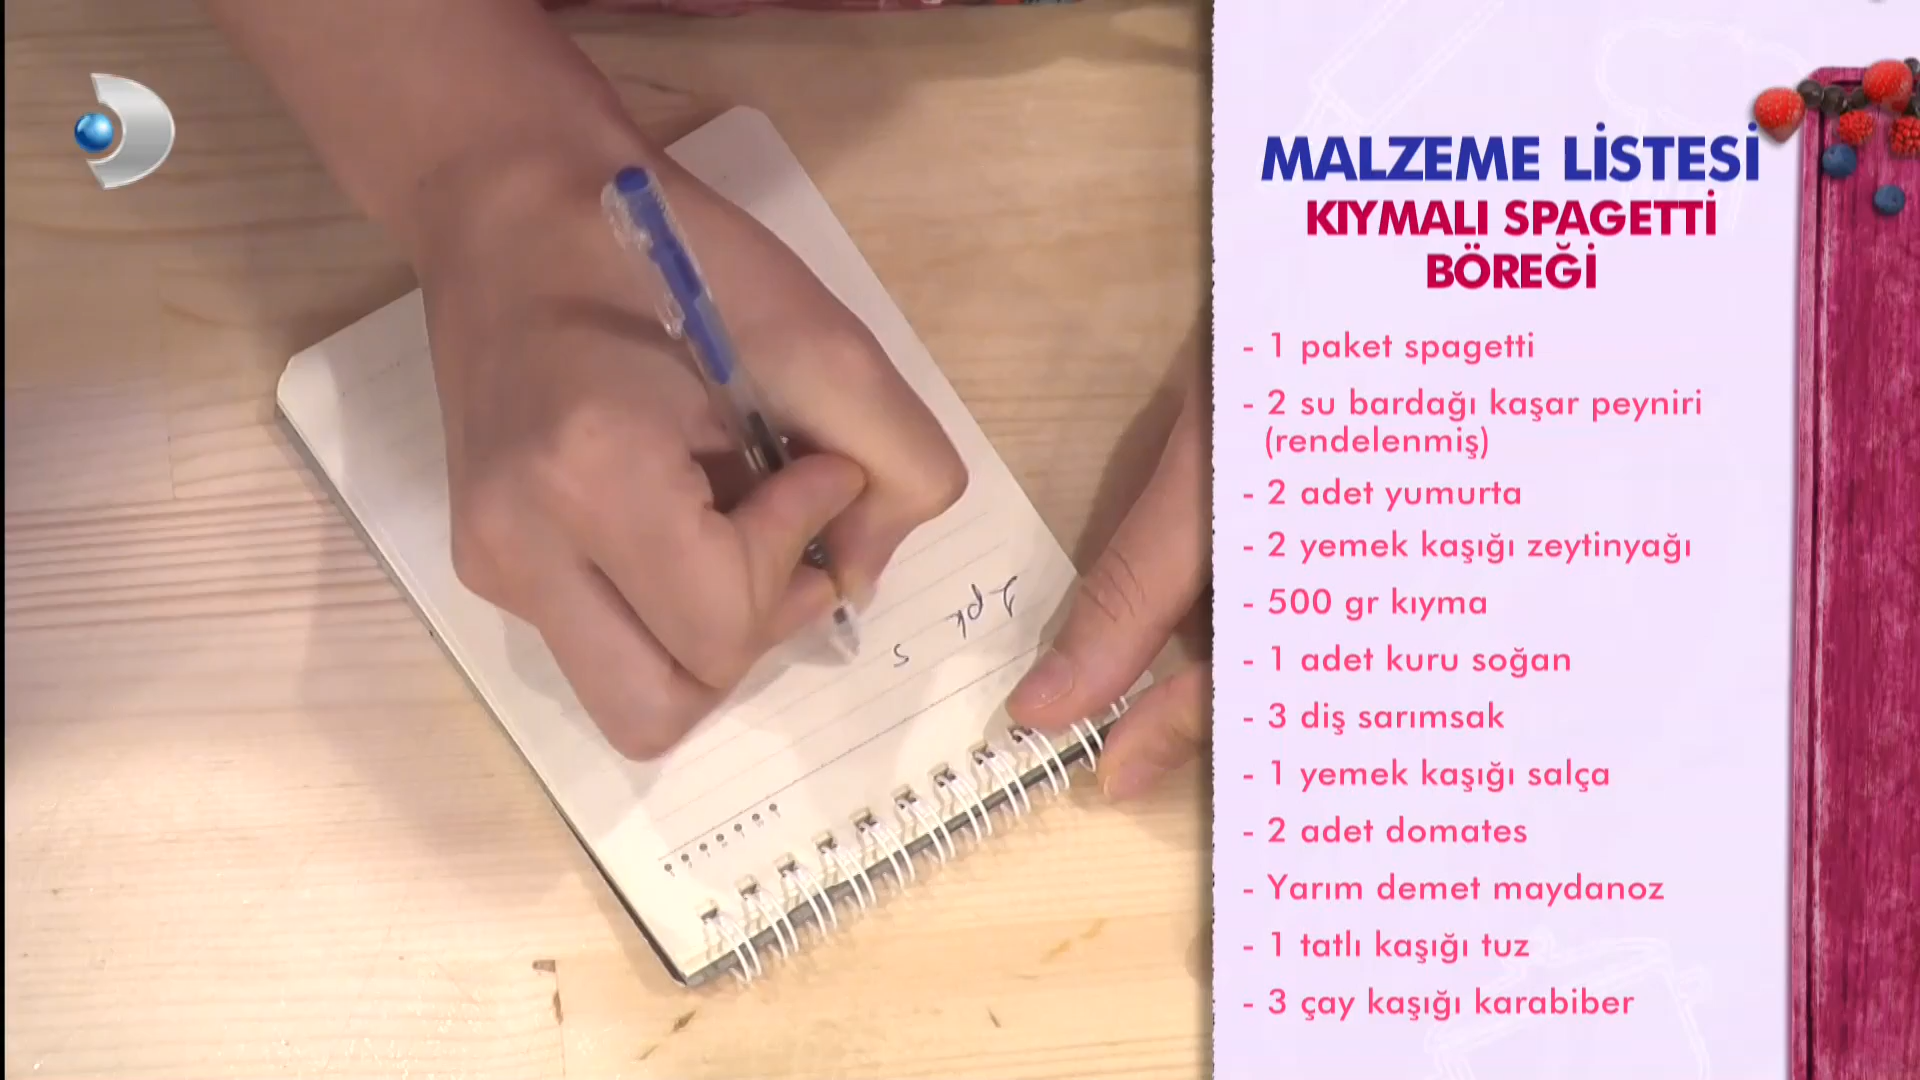 MALZEME LİSTESİ
KIYMALI SPAGETTİ
BÖREĞİ
- 1 paket spagetti
- 2 su bardağı kaşar peyniri
(rendelenmiş)
- 2 adet yumurta
- 2 yemek kaşığı zeytinyağı
- 500 gr kıyma
- 1 adet kuru soğan
- 3 diş sarımsak
- 1 yemek kaşığı salça
- 2 adet domates
- Yarım demet maydanoz
- 1 tatlı kaşığı tuz
- 3 çay kaşığı karabiber